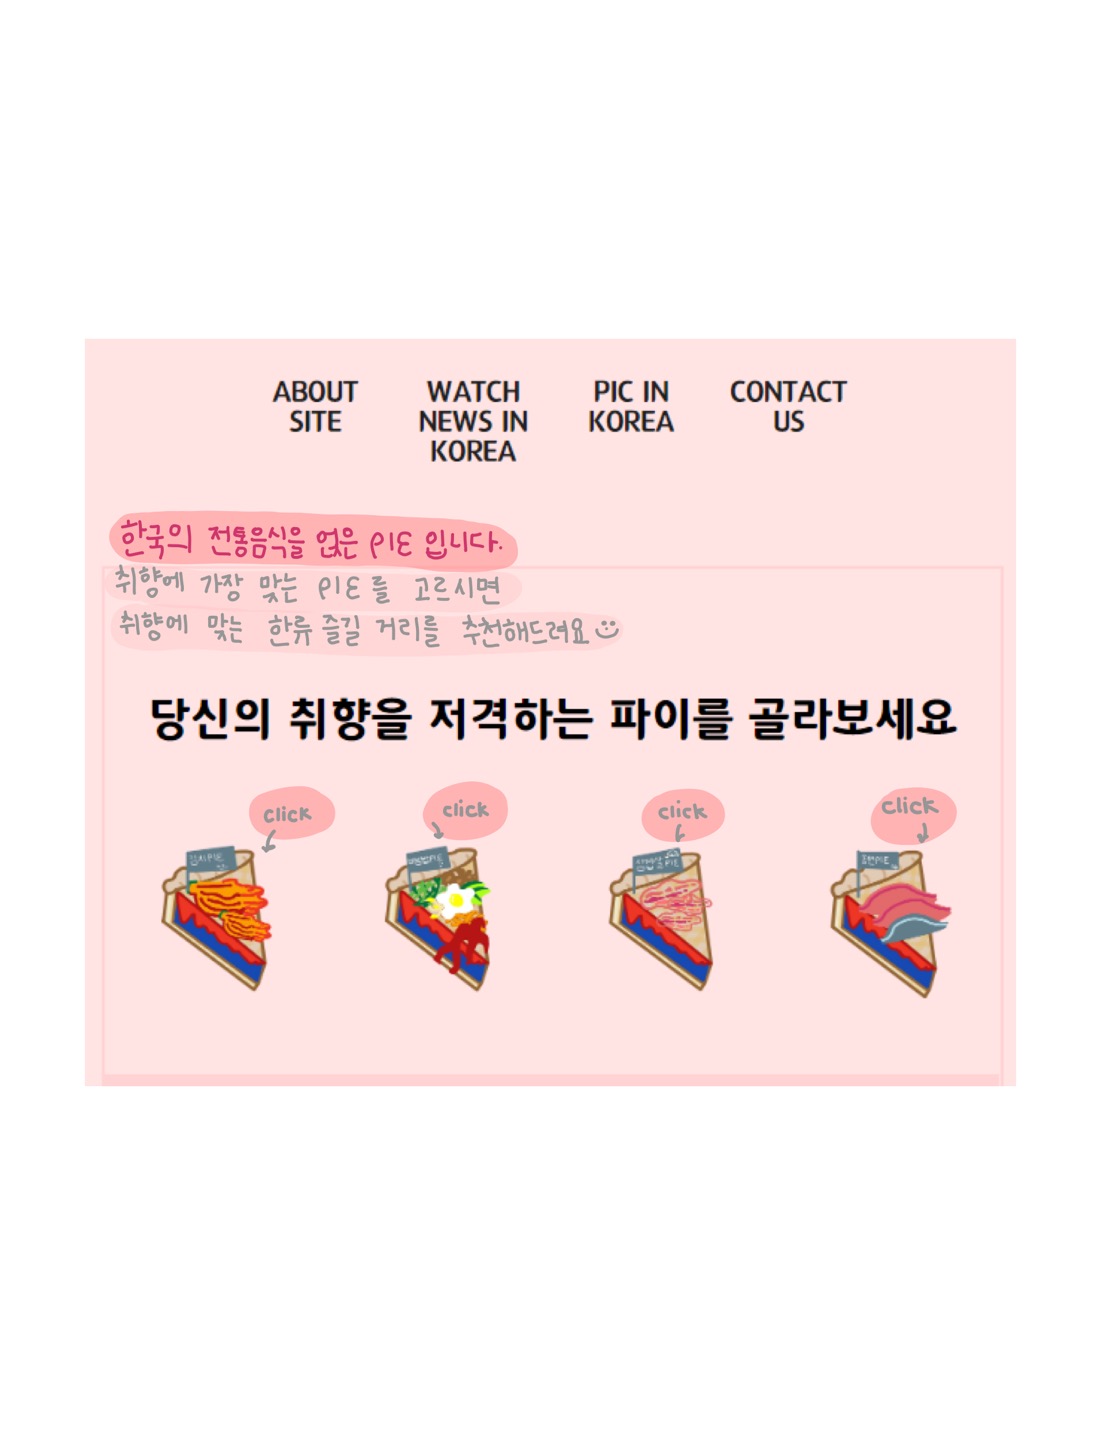 ABOUT SITE
WATCH NEWS IN KOREA
PIC IN KOREA
CONTACT US
한국의 전통음식을 얹은 PIE 입니다.
취향에 가장 맞는 PIE를 고르시면
취향에 맞는 한류 즐길 거리를 추천해드려요
당신의 취향을 저격하는 파이를 골라보세요
click
click
click
click
김치PIE
비빔밥PIE
삼겹살PIE